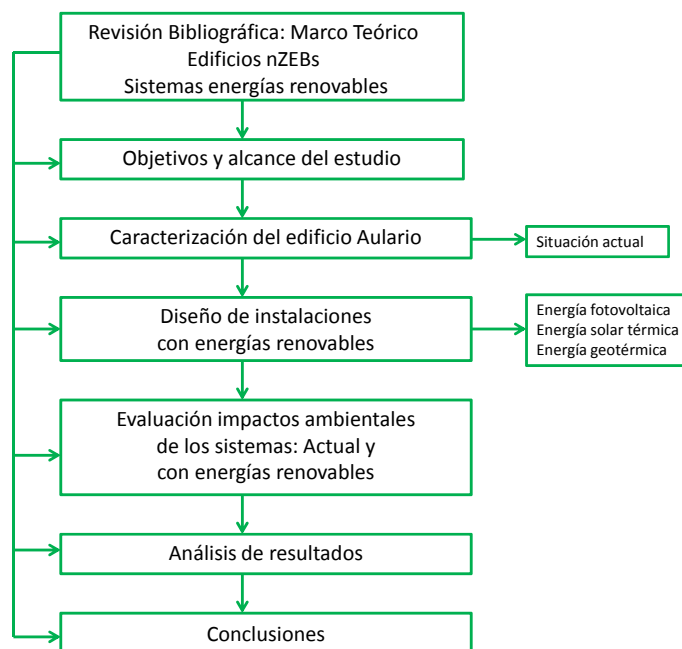 Revisión Bibliográfica: Marco Teórico
Edificios nZEBs
Sistemas energías renovables
Objetivos y alcance del estudio
Caracterización del edificio Aulario
Situación actual
Diseño de instalaciones
con energías renovables
Energía fotovoltaica
Energía solar térmica
Energía geotérmica
Evaluación impactos ambientales
de los sistemas: Actual y
con energías renovables
Análisis de resultados
Conclusiones